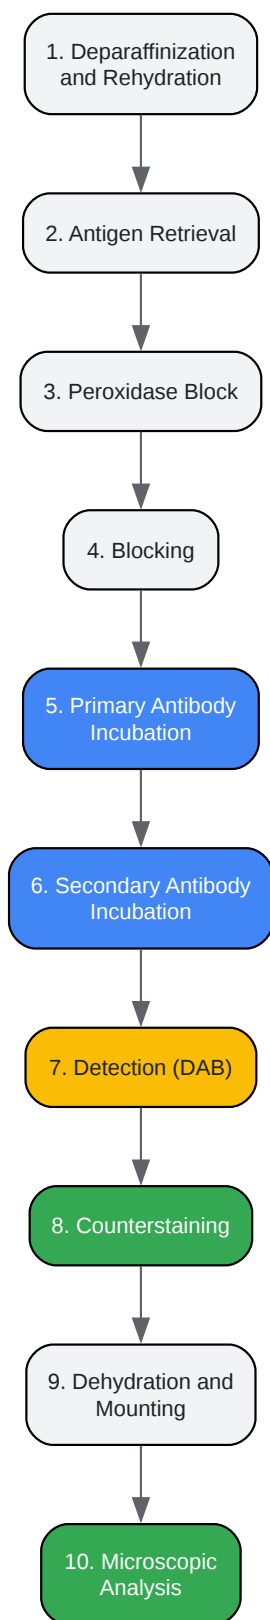 1. Deparaffinization
and Rehydration
2. Antigen Retrieval
3. Peroxidase Block
4. Blocking
5. Primary Antibody
Incubation
6. Secondary Antibody
Incubation
7. Detection (DAB)
8. Counterstaining
9. Dehydration and
Mounting
10. Microscopic
Analysis